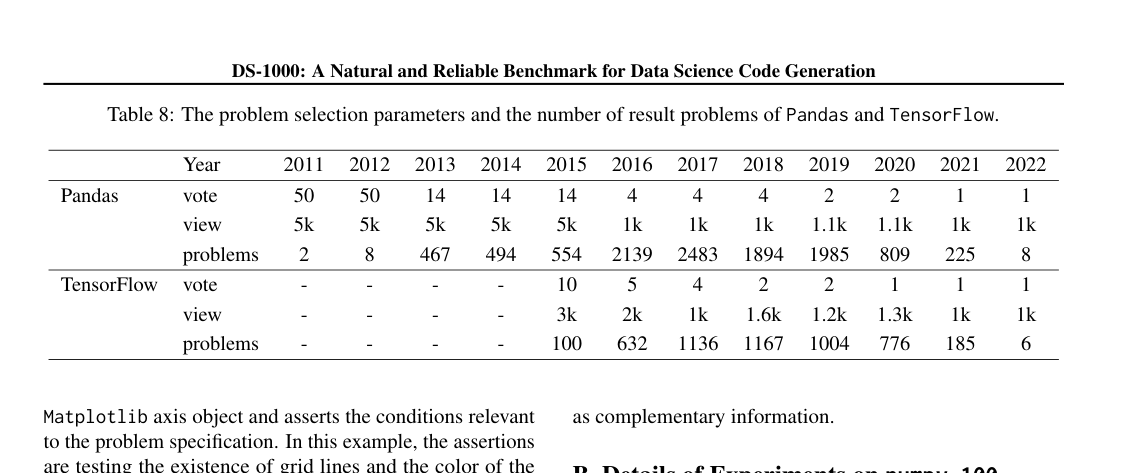 DS-1000: A Natural and Reliable Benchmark for Data Science Code Generation
Table 8: The problem selection parameters and the number of result problems of Pandas and TensorFlow.
Year 2011 2012 2013 2014 2015 2016 2017 2018 2019 2020 2021 2022
Pandas vote 50 50 14 14 14 4 4 4 2 2 1 1
view 5k 5k 5k 5k 5k 1k 1k 1k 1.1k 1.1k 1k 1k
problems 2 8 467 494 554 2139 2483 1894 1985 809 225 8
TensorFlow vote - - - - 10 5 4 2 2 1 1 1
view - - - - 3k 2k 1k 1.6k 1.2k 1.3k 1k 1k
problems - - - - 100 632 1136 1167 1004 776 185 6
Matplotlib axis object and asserts the conditions relevant
to the problem specification. In this example, the assertions
are testing the existence of grid lines and the color of the
as complementary information.
B. Details of Experiments on numpy-100